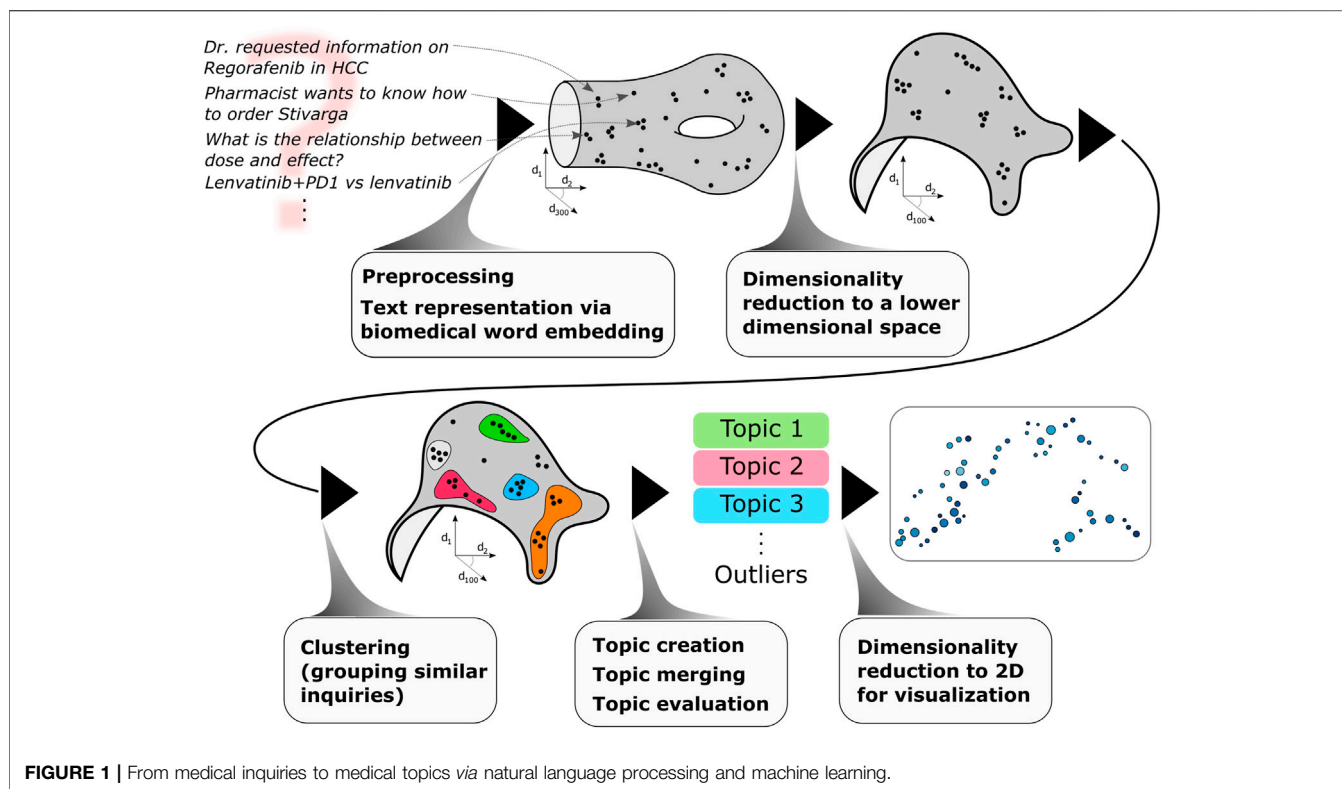 Dr. requested information on
Regorafenib in HCC
Pharmacist wants to know how
to order Stivarga
What is the relationship between
dose and effect?
Lenvatinib+PD1 vs lenvatinib
⋮
?
d1
d2
d300
d1
d2
d100
Preprocessing
Text representation via
biomedical word embedding
Dimensionality
reduction to a lower
dimensional space
d1
d2
d100
Topic 1
Topic 2
Topic 3
⋮
Outliers
Clustering
(grouping similar
inquiries)
Topic creation
Topic merging
Topic evaluation
Dimensionality
reduction to 2D
for visualization
FIGURE 1 | From medical inquiries to medical topics via natural language processing and machine learning.